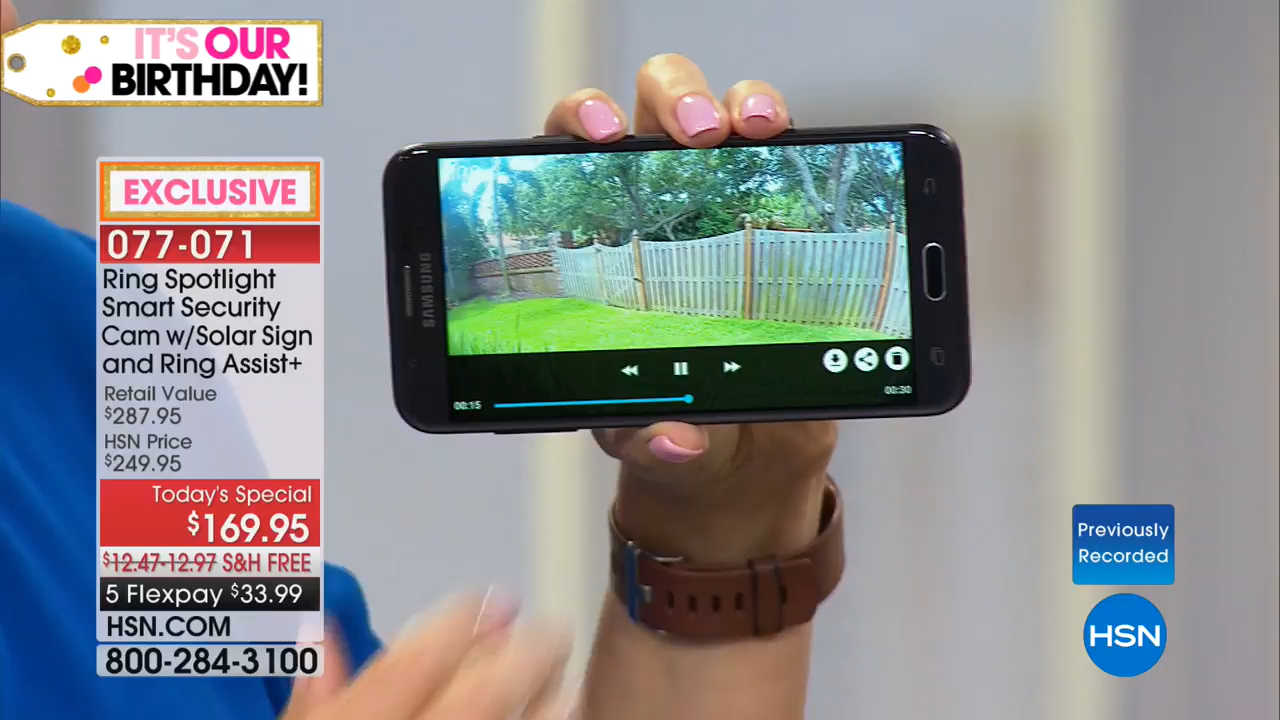 IT'S OUR
BIRTHDAY!
EXCLUSIVE
077-071
Ring Spotlight
Smart Security
Cam w/Solar Sign
and Ring Assist+
Retail Value
$287.95
HSN Price
$249.95
Today's Special
$169.95
$12.47-12.97 S&H FREE
5 Flexpay $33.99
HSN.COM
800-284-3100
SAMSUNG
00:15
00:30
Previously
Recorded
HSN